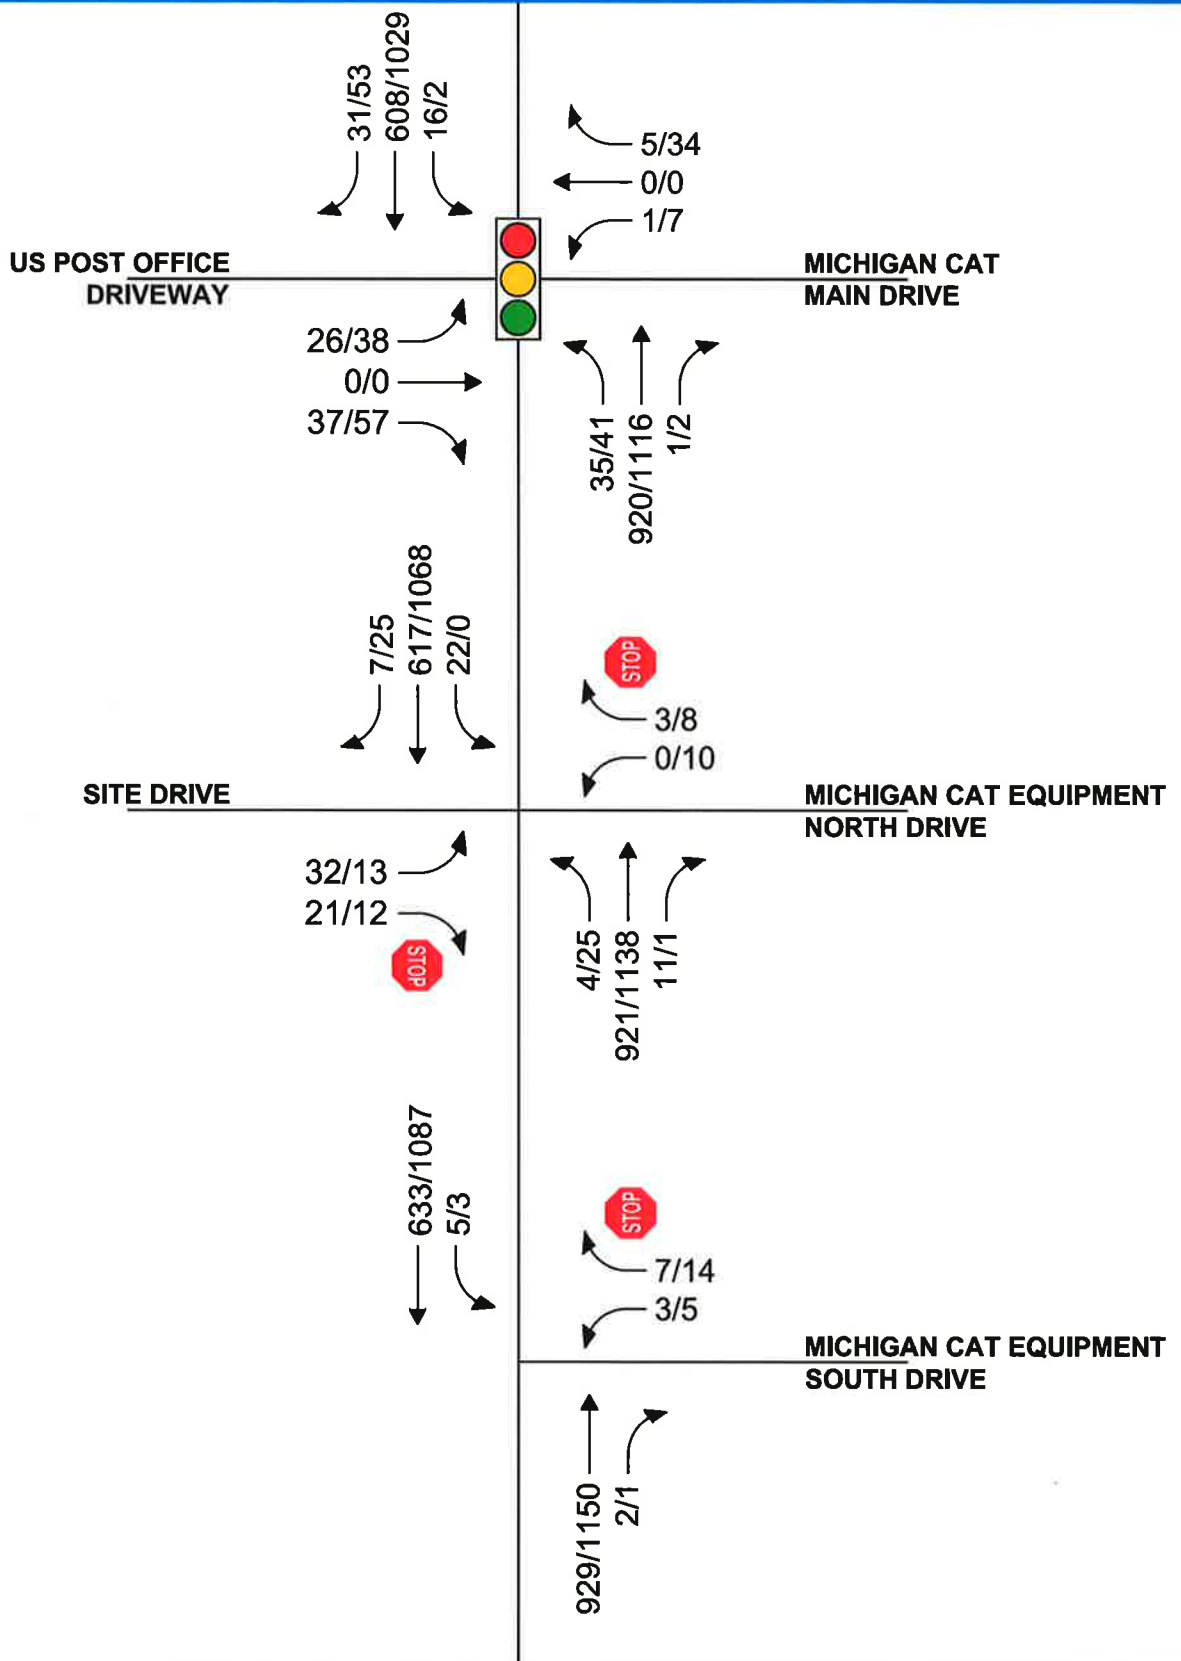 31/53
608/1029
16/2
5/34
0/0
1/7
US POST OFFICE
DRIVEWAY
MICHIGAN CAT
MAIN DRIVE
26/38
0/0
37/57
35/41
920/1116
1/2
7/25
617/1068
22/0
STOP
3/8
0/10
SITE DRIVE
MICHIGAN CAT EQUIPMENT
NORTH DRIVE
32/13
21/12
STOP
4/25
921/1138
11/1
633/1087
5/3
STOP
7/14
3/5
MICHIGAN CAT EQUIPMENT
SOUTH DRIVE
929/1150
2/1